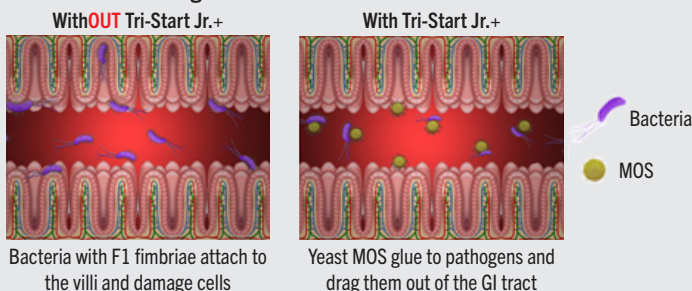 WithOUT Tri-Start Jr.+
With Tri-Start Jr.+
Bacteria
MOS
Bacteria with F1 fimbriae attach to
the villi and damage cells
Yeast MOS glue to pathogens and
drag them out of the GI tract